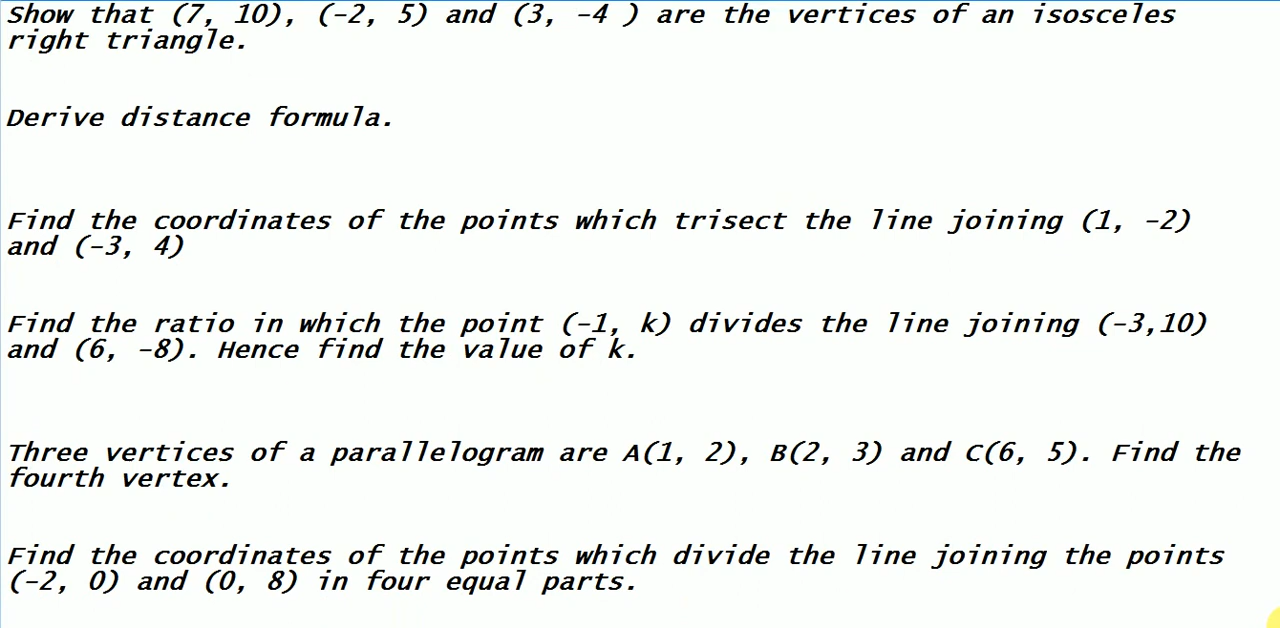 Show that (7, 10), (-2, 5) and (3, -4 ) are the vertices of an isosceles
right triangle.
Derive distance formula.
Find the coordinates of the points which trisect the line joining (1, -2)
and (-3, 4)
Find the ratio in which the point (-1, k) divides the line joining (-3,10)
and (6, -8). Hence find the value of k.
Three vertices of a parallelogram are A(1, 2), B(2, 3) and C(6, 5). Find the
fourth vertex.
Find the coordinates of the points which divide the line joining the points
(-2, 0) and (0, 8) in four equal parts.